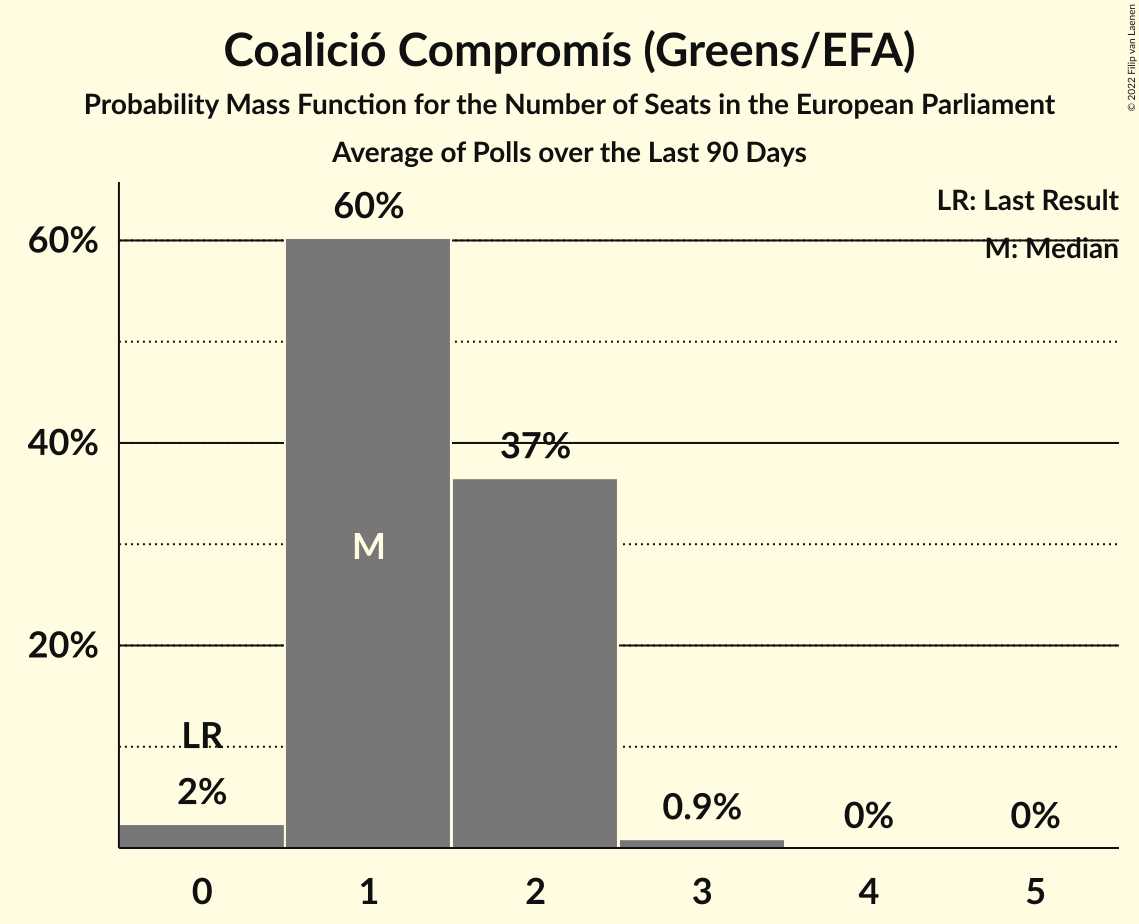 Coalició Compromís (Greens/EFA)
Probability Mass Function for the Number of Seats in the European Parliament
Average of Polls over the Last 90 Days
© 2022 Filip van Laenen
LR: Last Result
M: Median
60%
40%
20%
60%
37%
M
LR
2%
0.9%
0%
0%
0 1 2 3 4 5